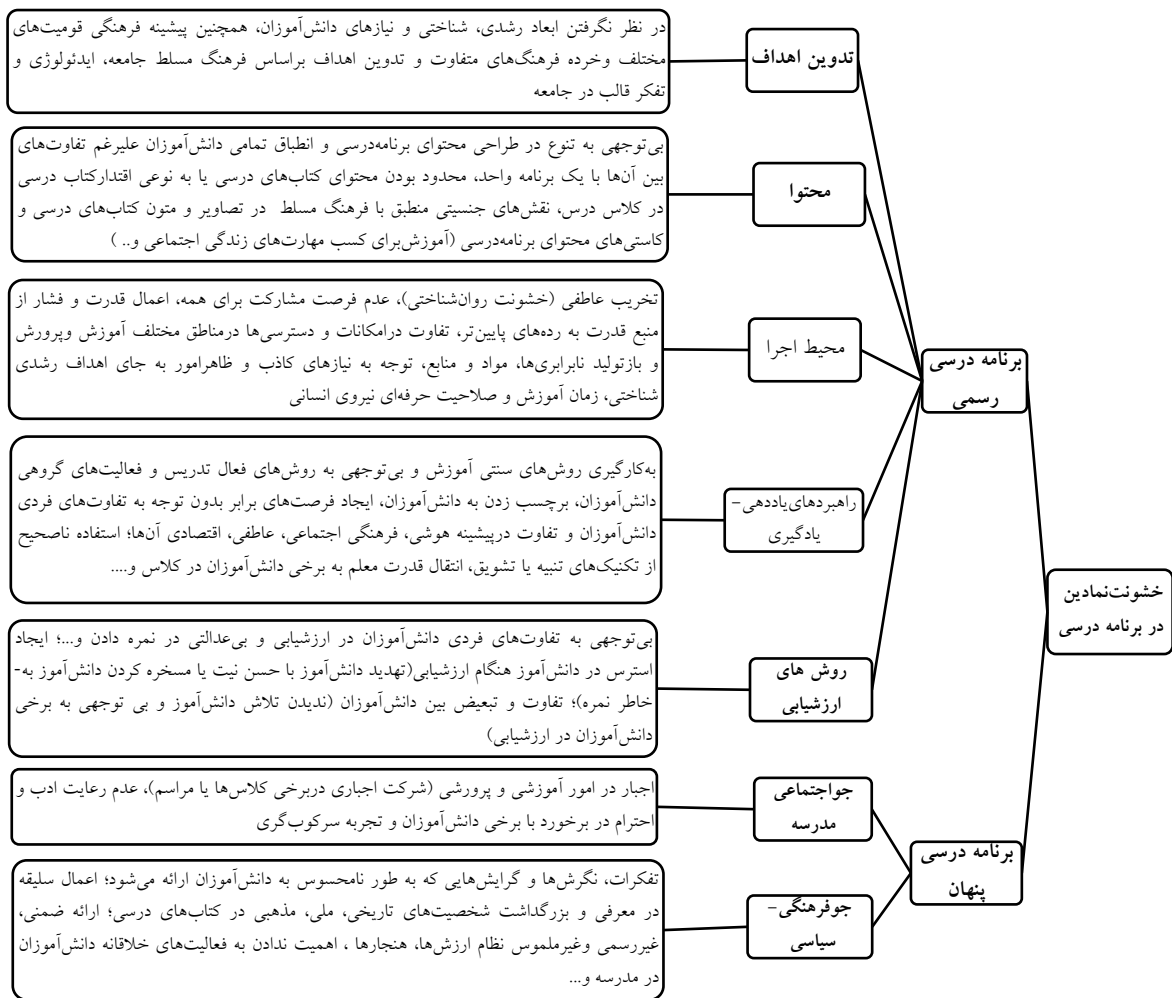 خشونت‌نمادین
در برنامه درسی
برنامه درسی
رسمی
تدوین اهداف
در نظر نگرفتن ابعاد رشدی، شناختی و نیازهای دانش‌آموزان، همچنین پیشینه فرهنگی قومیت‌های
مختلف وخرده فرهنگ‌های متفاوت و تدوین اهداف براساس فرهنگ مسلط جامعه، ایدئولوژی و
تفکر قالب در جامعه
محتوا
بی‌توجهی به تنوع در طراحی محتوای برنامه‌درسی و انطباق تمامی دانش‌آموزان علیرغم تفاوت‌های
بین آن‌ها با یک برنامه واحد، محدود بودن محتوای کتاب‌های درسی یا به نوعی اقتدارکتاب درسی
در کلاس درس، نقش‌های جنسیتی منطبق با فرهنگ مسلط در تصاویر و متون کتاب‌های درسی و
کاستی‌های محتوای برنامه‌درسی (آموزش‌برای کسب مهارت‌های زندگی اجتماعی و.. )
محیط اجرا
تخریب عاطفی (خشونت روان‌شناختی)، عدم فرصت مشارکت برای همه، اعمال قدرت و فشار از
منبع قدرت به رده‌های پایین‌تر، تفاوت درامکانات و دسترسی‌ها درمناطق مختلف آموزش وپرورش
و بازتولید نابرابری‌ها، مواد و منابع، توجه به نیازهای کاذب و ظاهرامور به جای اهداف رشدی
شناختی، زمان آموزش و صلاحیت حرفه‌ای نیروی انسانی
راهبردهای‌یاددهی–
یادگیری
به‌کارگیری روش‌های سنتی آموزش و بی‌توجهی به روش‌های فعال تدریس و فعالیت‌های گروهی
دانش‌آموزان، برچسب زدن به دانش‌آموزان، ایجاد فرصت‌های برابر بدون توجه به تفاوت‌های فردی
دانش‌آموزان و تفاوت درپیشینه هوشی، فرهنگی اجتماعی، عاطفی، اقتصادی آن‌ها؛ استفاده ناصحیح
از تکنیک‌های تنبیه یا تشویق، انتقال قدرت معلم به برخی دانش‌آموزان در کلاس و....
روش های
ارزشیابی
بی‌توجهی به تفاوت‌های فردی دانش‌آموزان در ارزشیابی و بی‌عدالتی در نمره دادن و...؛ ایجاد
استرس در دانش‌آموز هنگام ارزشیابی(تهدید دانش‌آموز با حسن نیت یا مسخره کردن دانش‌آموز به-
خاطر نمره)؛ تفاوت و تبعیض بین دانش‌آموزان (ندیدن تلاش دانش‌آموز و بی توجهی به برخی
دانش‌آموزان در ارزشیابی)
برنامه درسی
پنهان
جواجتماعی
مدرسه
اجبار در امور آموزشی و پرورشی (شرکت اجباری دربرخی کلاس‌ها یا مراسم)، عدم رعایت ادب و
احترام در برخورد با برخی دانش‌آموزان و تجربه سرکوب‌گری
جوفرهنگی–
سیاسی
تفکرات، نگرش‌ها و گرایش‌هایی که به طور نامحسوس به دانش‌آموزان ارائه می‌شود؛ اعمال سلیقه
در معرفی و بزرگداشت شخصیت‌های تاریخی، ملی، مذهبی در کتاب‌های درسی؛ ارائه ضمنی،
غیررسمی وغیرملموس نظام ارزش‌ها، هنجارها ، اهمیت ندادن به فعالیت‌های خلاقانه دانش‌آموزان
در مدرسه و...